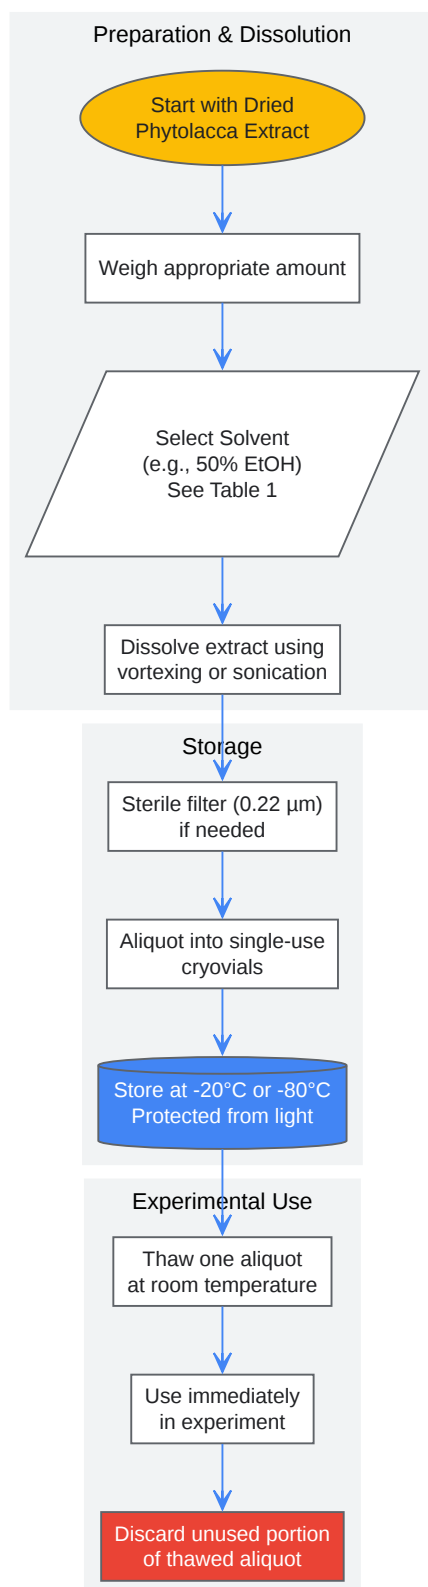 Preparation & Dissolution
Start with Dried
Phytolacca Extract
Weigh appropriate amount
Select Solvent
(e.g., 50% EtOH)
See Table 1
Dissolve extract using
vortexing or sonication
Storage
Sterile filter (0.22 µm)
if needed
Aliquot into single-use
cryovials
Store at -20°C or -80°C
Protected from light
Experimental Use
Thaw one aliquot
at room temperature
Use immediately
in experiment
Discard unused portion
of thawed aliquot